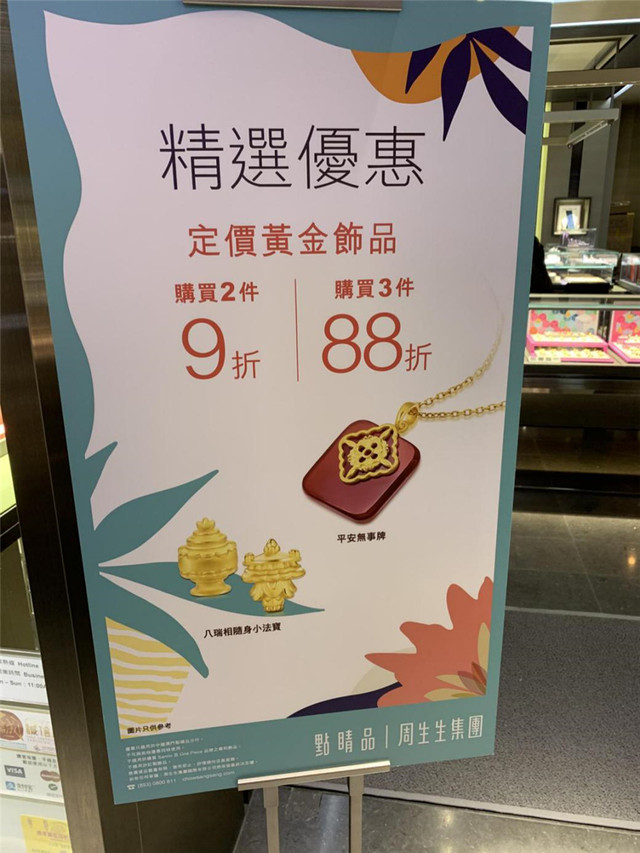 精選優惠
定價黃金飾品
購買2件
9折
購買3件
88折
平安無事牌
八瑞相隨身小法寶
圖片只供參考
點睛品 | 周生生集團
Hotline
VISA